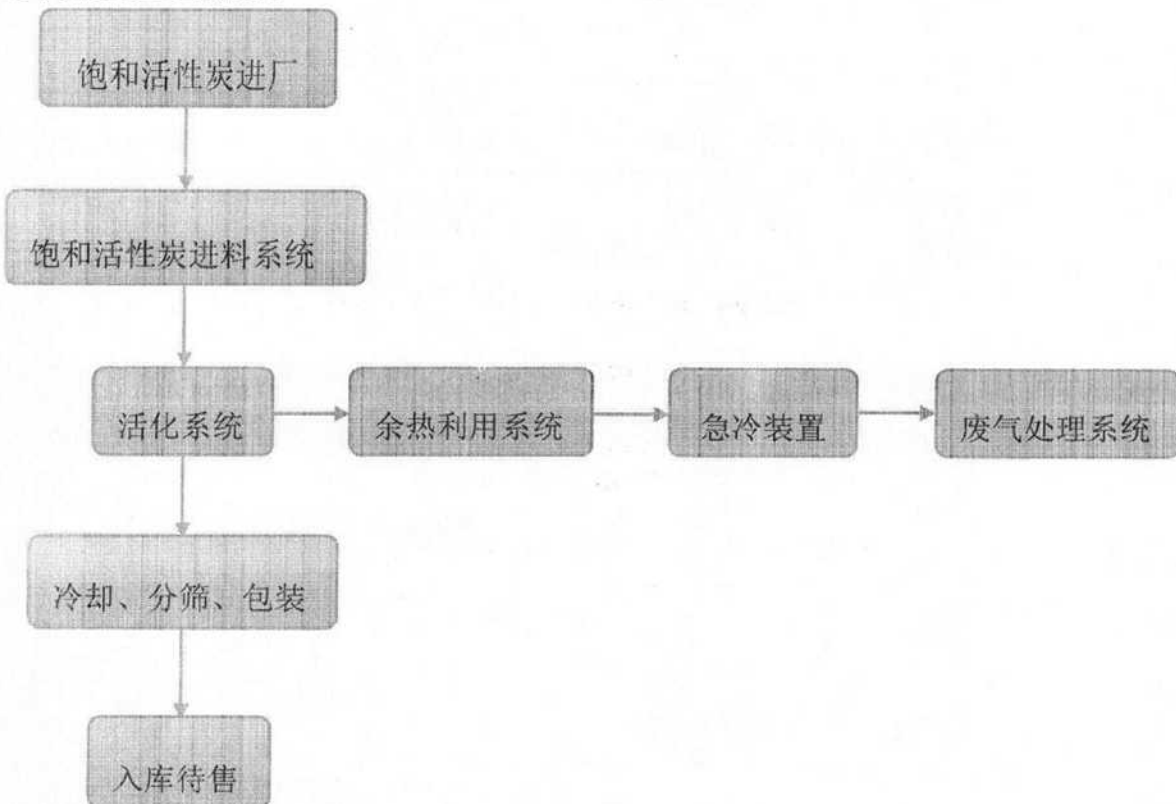 饱和活性炭进厂
饱和活性炭进料系统
活化系统
余热利用系统
急冷装置
废气处理系统
冷却、分筛、包装
入库待售